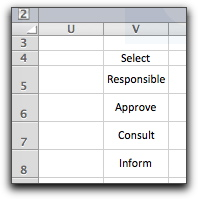 2
U V
3
4 Select
5 Responsible
6 Approve
7 Consult
8 Inform